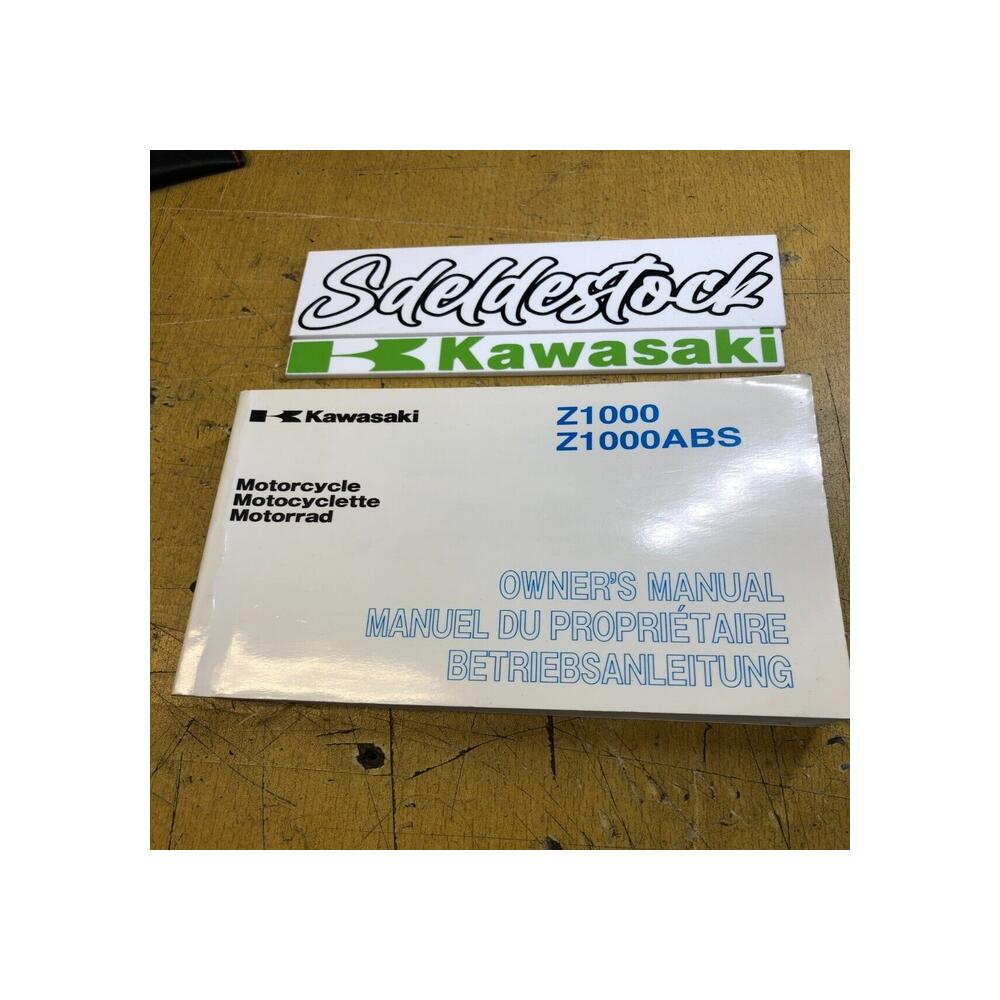 Sdeldestock
Kawasaki
Kawasaki
Z1000
Z1000ABS
Motorcycle
Motocyclette
Motorrad
OWNER'S MANUAL
MANUEL DU PROPRIÉTAIRE
BETRIEBSANLEITUNG